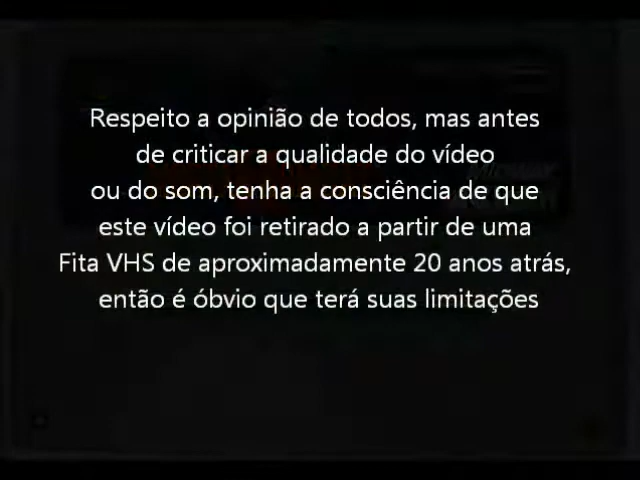 Respeito a opinião de todos, mas antes
de criticar a qualidade do vídeo
ou do som, tenha a consciência de que
este vídeo foi retirado a partir de uma
Fita VHS de aproximadamente 20 anos atrás,
então é óbvio que terá suas limitações